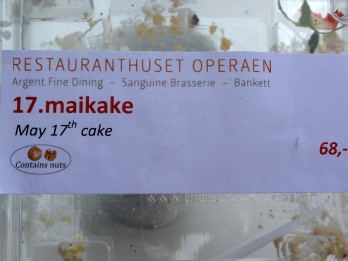 RESTAURANTHUSET OPERAEN
Argent Fine Dining - Sanguine Brasserie - Bankett
17.maikake
May 17th cake
68,-
Contains nuts